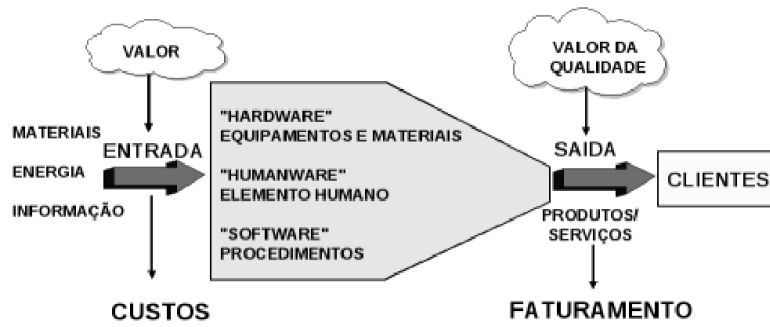 VALOR
MATERIAIS
ENERGIA
INFORMAÇÃO
ENTRADA
CUSTOS
"HARDWARE"
EQUIPAMENTOS E MATERIAIS
"HUMANWARE"
ELEMENTO HUMANO
"SOFTWARE"
PROCEDIMENTOS
VALOR DA
QUALIDADE
SAIDA
PRODUTOS/
SERVIÇOS
FATURAMENTO
CLIENTES